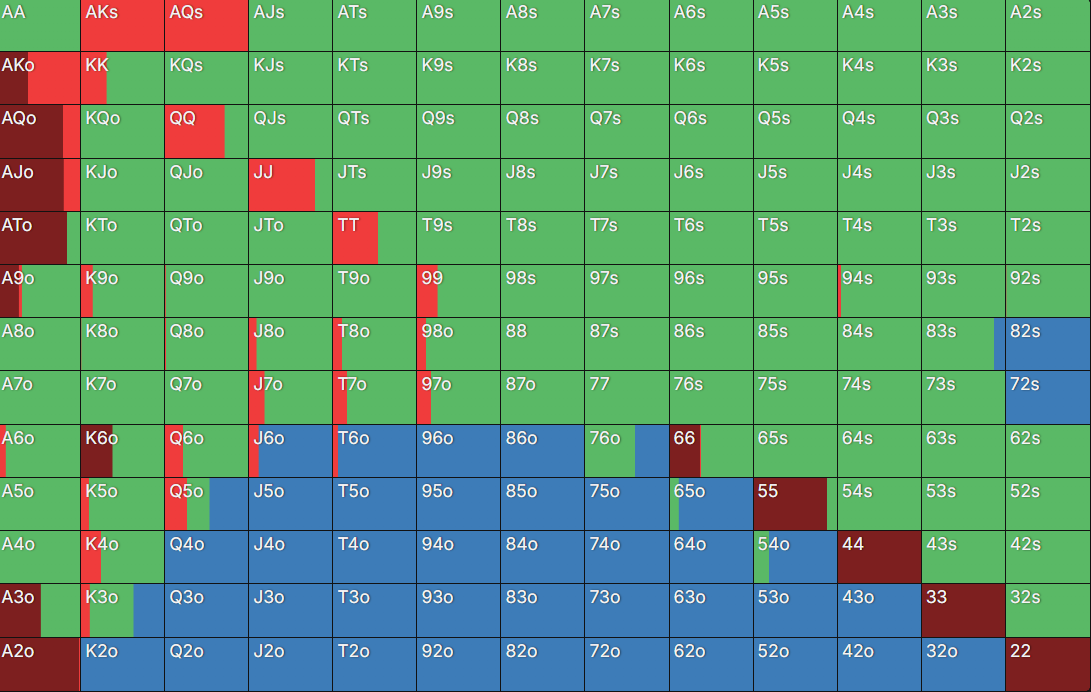 AA AKs AQs AJs ATs A9s A8s A7s A6s A5s A4s A3s A2s
AKo KK KQs KJs KTs K9s K8s K7s K6s K5s K4s K3s K2s
AQo KQo QQ QJs QTs Q9s Q8s Q7s Q6s Q5s Q4s Q3s Q2s
AJo KJo QJo JJ JTs J9s J8s J7s J6s J5s J4s J3s J2s
ATo KTo QTo JTo TT T9s T8s T7s T6s T5s T4s T3s T2s
A9o K9o Q9o J9o T9o 99 98s 97s 96s 95s 94s 93s 92s
A8o K8o Q8o J8o T8o 98o 88 87s 86s 85s 84s 83s 82s
A7o K7o Q7o J7o T7o 97o 87o 77 76s 75s 74s 73s 72s
A6o K6o Q6o J6o T6o 96o 86o 76o 66 65s 64s 63s 62s
A5o K5o Q5o J5o T5o 95o 85o 75o 65o 55 54s 53s 52s
A4o K4o Q4o J4o T4o 94o 84o 74o 64o 54o 44 43s 42s
A3o K3o Q3o J3o T3o 93o 83o 73o 63o 53o 43o 33 32s
A2o K2o Q2o J2o T2o 92o 82o 72o 62o 52o 42o 32o 22